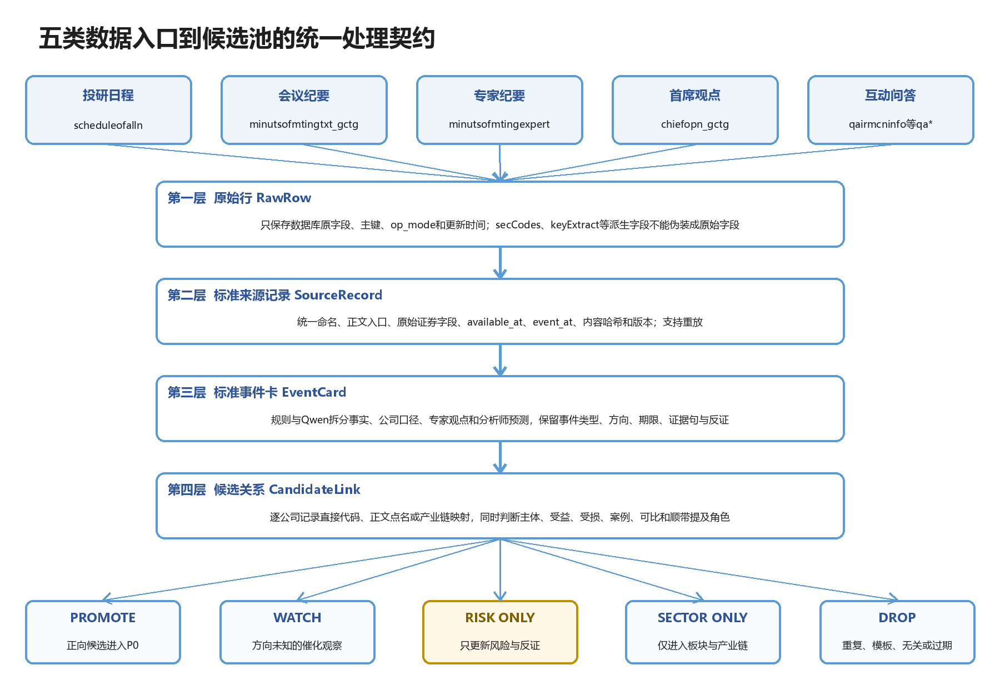 五类数据入口到候选池的统一处理契约
投研日程
scheduleofalln
会议纪要
minutsofmtingtxt_gctg
专家纪要
minutsofmtingexpert
首席观点
chiefopn_gctg
互动问答
qairmcninfo等qa*
第一层 原始行 RawRow
只保存数据库原字段、主键、op_mode和更新时间；secCodes、keyExtract等派生字段不能伪装成原始字段
第二层 标准来源记录 SourceRecord
统一命名、正文入口、原始证券字段、available_at、event_at、内容哈希和版本；支持重放
第三层 标准事件卡 EventCard
规则与Qwen拆分事实、公司口径、专家观点和分析师预测，保留事件类型、方向、期限、证据句与反证
第四层 候选关系 CandidateLink
逐公司记录直接代码、正文点名或产业链映射，同时判断主体、受益、受损、案例、可比和顺带提及角色
PROMOTE
正向候选进入P0
WATCH
方向未知的催化观察
RISK ONLY
只更新风险与反证
SECTOR ONLY
仅进入板块与产业链
DROP
重复、模板、无关或过期